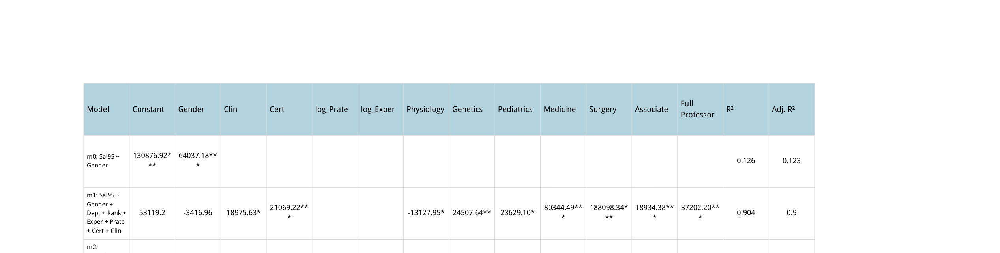 Model Constant Gender Clin Cert log_Prate log_Exper Physiology Genetics Pediatrics Medicine Surgery Associate Full Professor R² Adj. R²
m0: Sal95 ~
Gender
130876.92*
**
64037.18**
*
0.126
0.123
m1: Sal95 ~
Gender +
Dept + Rank +
Exper + Prate
+ Cert + Clin
53119.2
-3416.96
18975.63*
21069.22**
*
-13127.95*
24507.64**
23629.10*
80344.49**
*
188098.34*
**
18934.38**
*
37202.20**
*
0.904
0.9
m2: